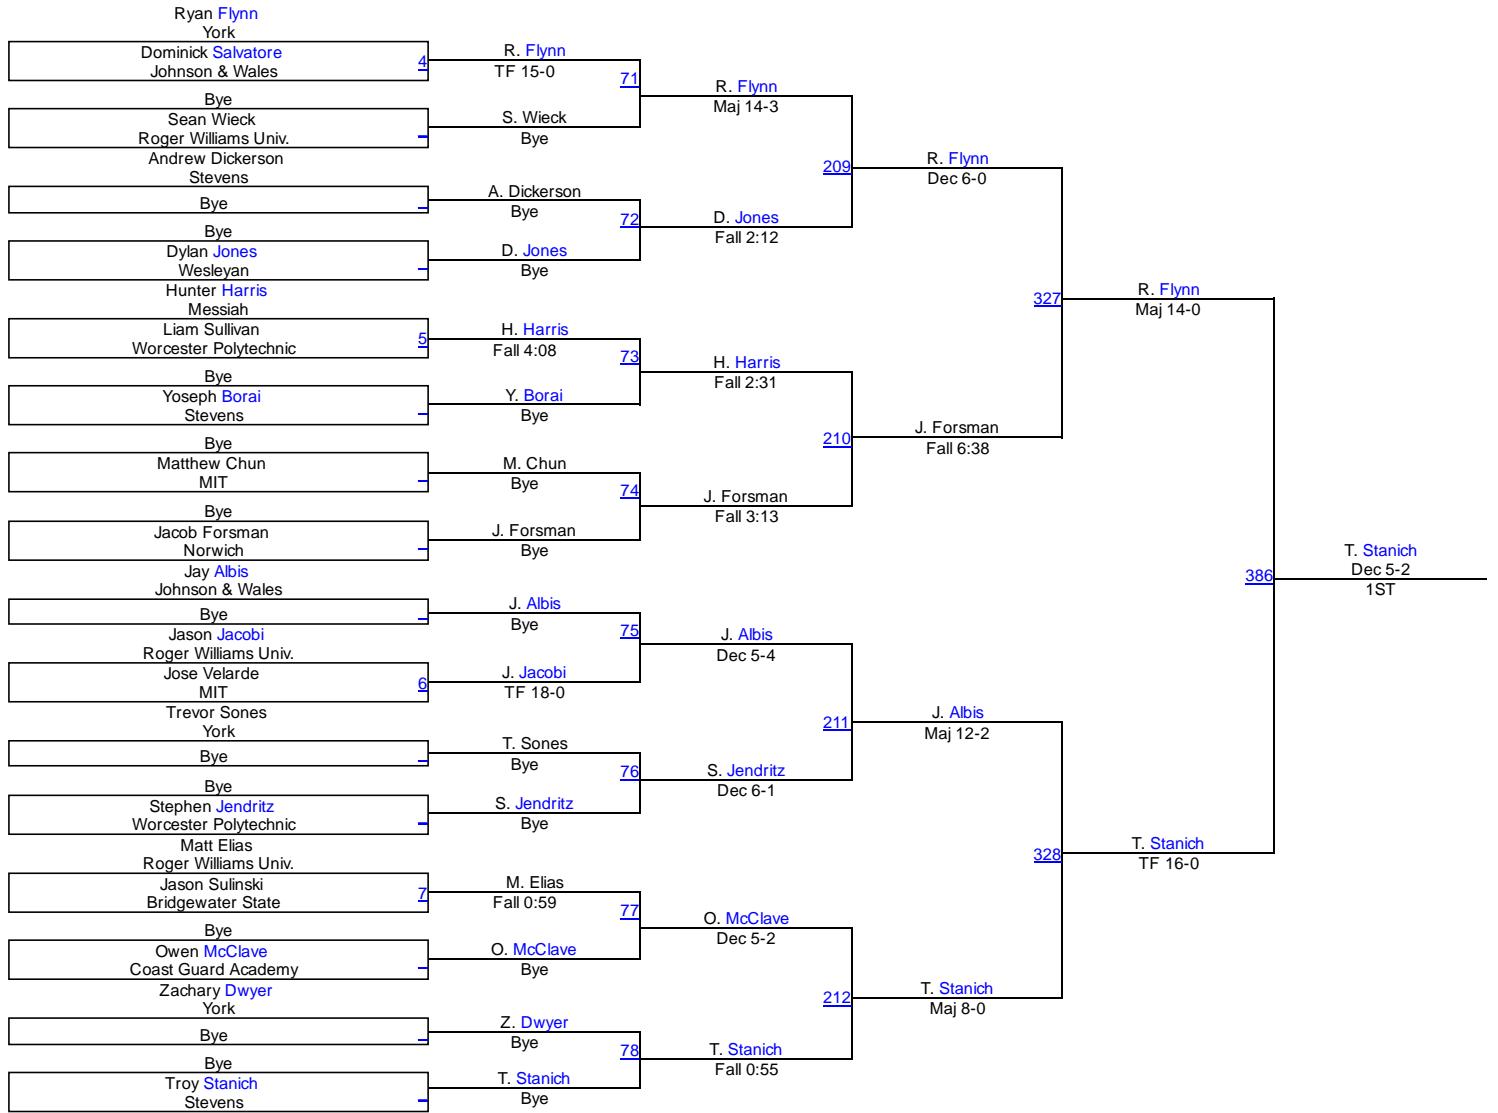 Ryan Flynn
York
Dominick Salvatore
Johnson & Wales
4
Bye
Sean Wieck
Roger Williams Univ.
Andrew Dickerson
Stevens
Bye
Bye
Dylan Jones
Wesleyan
Hunter Harris
Messiah
Liam Sullivan
Worcester Polytechnic
5
Bye
Yoseph Borai
Stevens
Bye
Matthew Chun
MIT
Bye
Jacob Forsman
Norwich
Jay Albis
Johnson & Wales
Bye
Jason Jacobi
Roger Williams Univ.
Jose Velarde
MIT
6
Trevor Sones
York
Bye
Bye
Stephen Jendritz
Worcester Polytechnic
Matt Elias
Roger Williams Univ.
Jason Sulinski
Bridgewater State
7
Bye
Owen McClave
Coast Guard Academy
Zachary Dwyer
York
Bye
Bye
Troy Stanich
Stevens
R. Flynn
TF 15-0
71
S. Wieck
Bye
A. Dickerson
Bye
72
D. Jones
Bye
H. Harris
Fall 4:08
73
Y. Borai
Bye
M. Chun
Bye
74
J. Forsman
Bye
J. Albis
Bye
75
J. Jacobi
TF 18-0
T. Sones
Bye
76
S. Jendritz
Bye
M. Elias
Fall 0:59
77
O. McClave
Bye
Z. Dwyer
Bye
78
T. Stanich
Bye
R. Flynn
Maj 14-3
209
D. Jones
Fall 2:12
H. Harris
Fall 2:31
210
J. Forsman
Fall 3:13
J. Albis
Dec 5-4
211
S. Jendritz
Dec 6-1
O. McClave
Dec 5-2
212
T. Stanich
Fall 0:55
R. Flynn
Dec 6-0
327
J. Forsman
Fall 6:38
J. Albis
Maj 12-2
328
T. Stanich
Maj 8-0
R. Flynn
Maj 14-0
386
T. Stanich
TF 16-0
T. Stanich
Dec 5-2
1ST